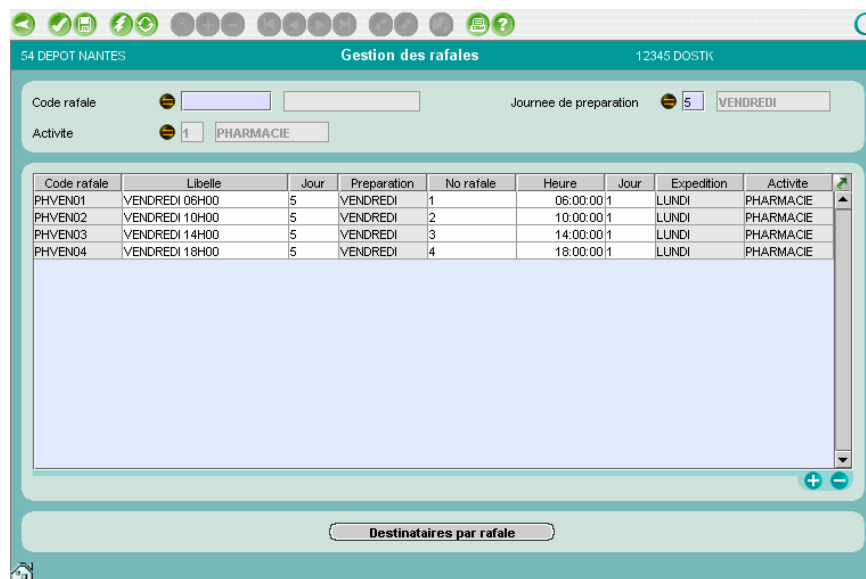 54 DEPOT NANTES Gestion des rafales 12345 DOSTK
Code rafale Journee de preparation 5 VENDREDI
Activite 1 PHARMACIE
Code rafale Libelle Jour Preparation No rafale Heure Jour Expedition Activite
PHVEN01 VENDREDI 06H00 5 VENDREDI 1 06:00:00 1 LUNDI PHARMACIE
PHVEN02 VENDREDI 10H00 5 VENDREDI 2 10:00:00 1 LUNDI PHARMACIE
PHVEN03 VENDREDI 14H00 5 VENDREDI 3 14:00:00 1 LUNDI PHARMACIE
PHVEN04 VENDREDI 18H00 5 VENDREDI 4 18:00:00 1 LUNDI PHARMACIE
Destinataires par rafale